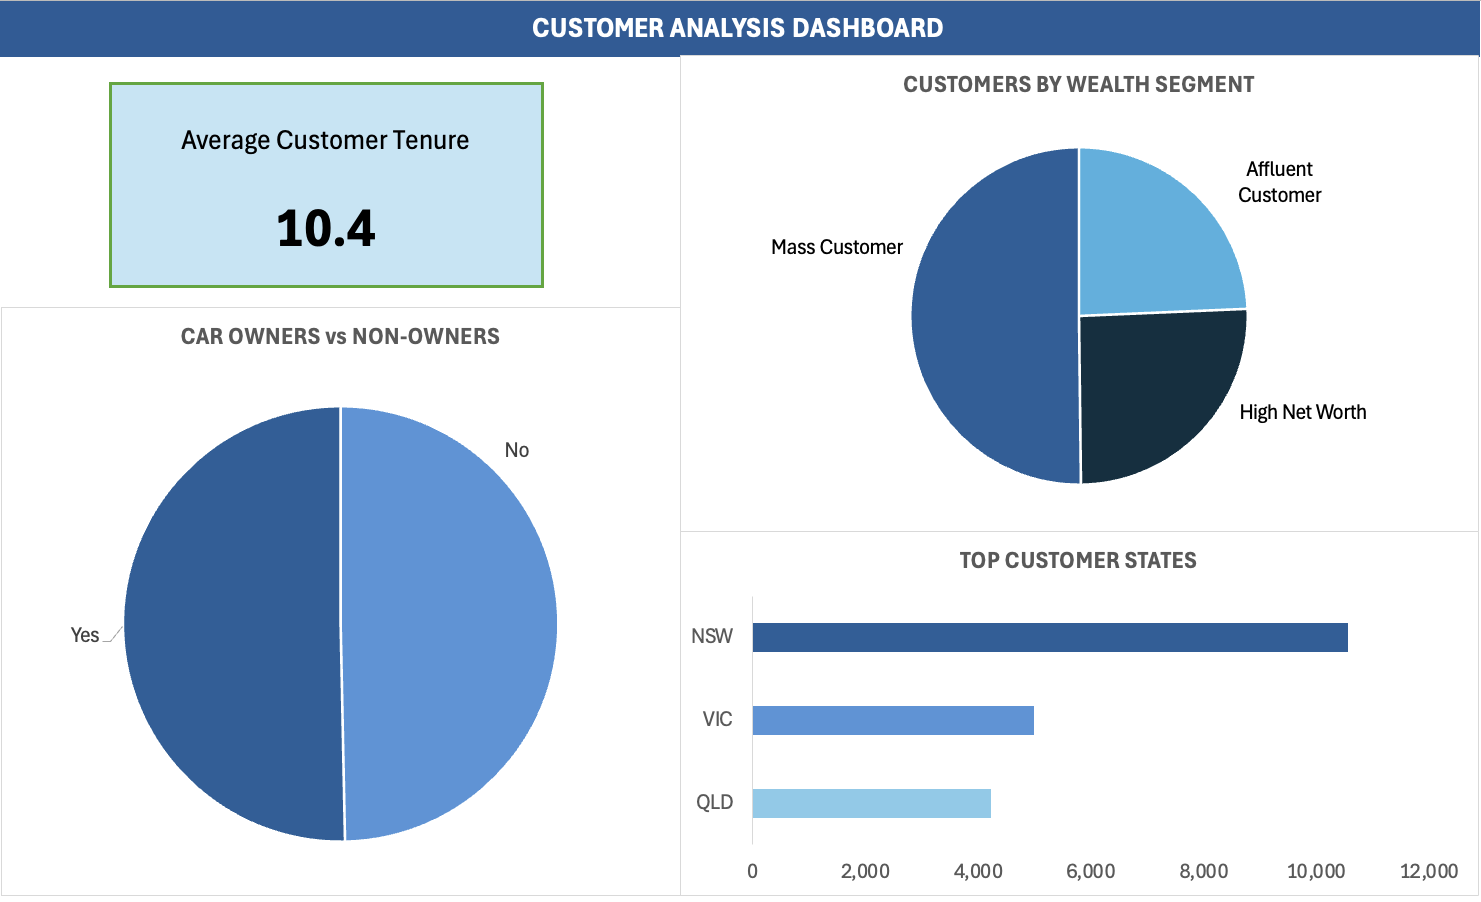 CUSTOMER ANALYSIS DASHBOARD
Average Customer Tenure
10.4
CUSTOMERS BY WEALTH SEGMENT
Affluent
Customer
Mass Customer
High Net Worth
CAR OWNERS vs NON-OWNERS
No
Yes
TOP CUSTOMER STATES
NSW
VIC
QLD
0 2,000 4,000 6,000 8,000 10,000 12,000